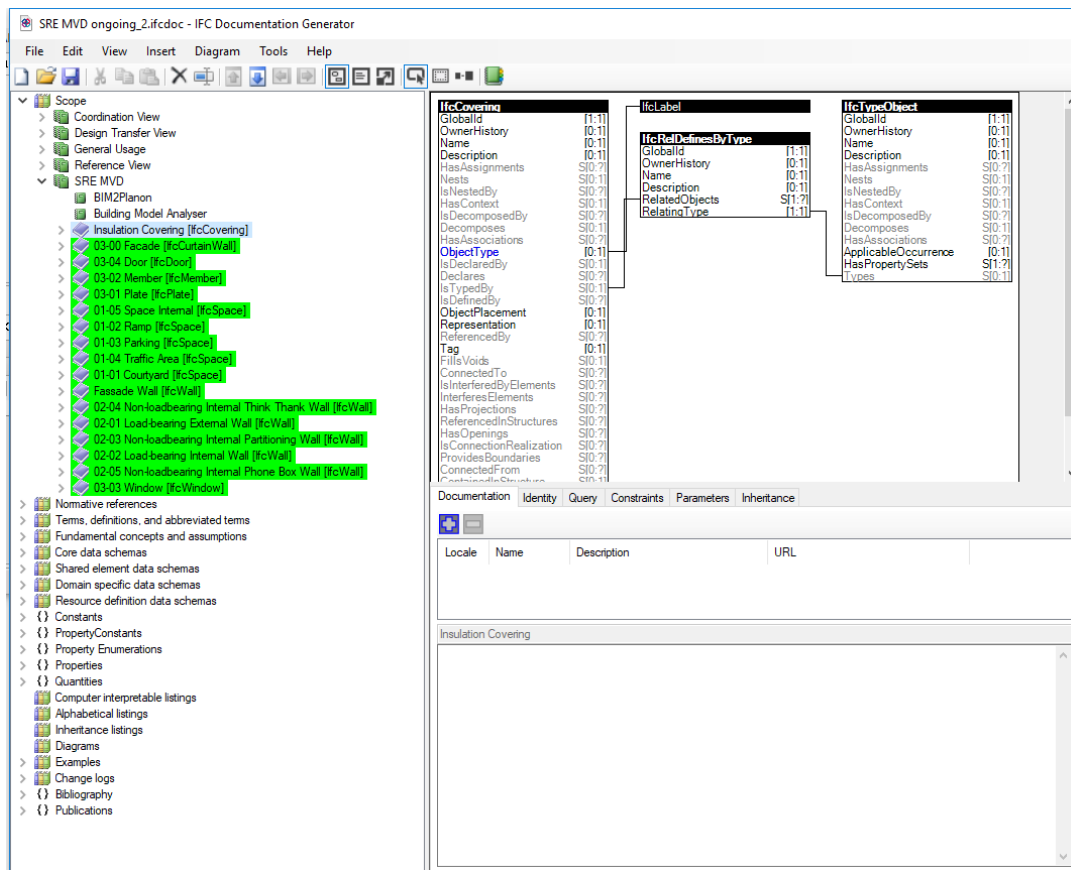 SRE MVD ongoing_2.ifcdoc - IFC Documentation Generator
File Edit View Insert Diagram Tools Help
Scope
Coordination View
Design Transfer View
General Usage
Reference View
SRE MVD
BIM2Planon
Building Model Analyser
Insulation Covering [IfcCovering]
03-00 Facade [IfcCurtainWall]
03-04 Door [IfcDoor]
03-02 Member [IfcMember]
03-01 Plate [IfcPlate]
01-05 Space Internal [IfcSpace]
01-02 Ramp [IfcSpace]
01-03 Parking [IfcSpace]
01-04 Traffic Area [IfcSpace]
01-01 Courtyard [IfcSpace]
Fassade Wall [IfcWall]
02-04 Non-loadbearing Internal Think Thank Wall [IfcWall]
02-01 Load-bearing External Wall [IfcWall]
02-03 Non-loadbearing Internal Partitioning Wall [IfcWall]
02-02 Load-bearing Internal Wall [IfcWall]
02-05 Non-loadbearing Internal Phone Box Wall [IfcWall]
03-03 Window [IfcWindow]
Normative references
Terms, definitions, and abbreviated terms
Fundamental concepts and assumptions
Core data schemas
Shared element data schemas
Domain specific data schemas
Resource definition data schemas
{} Constants
{} PropertyConstants
{} Property Enumerations
{} Properties
{} Quantities
Computer interpretable listings
Alphabetical listings
Inheritance listings
Diagrams
Examples
Change logs
{} Bibliography
{} Publications
IfcCovering
GlobalId [1:1]
OwnerHistory [0:1]
Name [0:1]
Description [0:1]
HasAssignments S[0:?]
Nests S[0:1]
IsNestedBy S[0:?]
HasContext S[0:1]
IsDecomposedBy S[0:?]
Decomposes S[0:1]
HasAssociations S[0:?]
ObjectType [0:1]
IsDeclaredBy S[0:1]
Declares S[0:?]
IsTypedBy S[0:1]
IsDefinedBy S[0:?]
ObjectPlacement [0:1]
Representation [0:1]
ReferencedBy S[0:?]
Tag [0:1]
FillsVoids S[0:1]
ConnectedTo S[0:?]
IsInterferedByElements S[0:?]
InterferesElements S[0:?]
HasProjections S[0:?]
ReferencedInStructures S[0:?]
HasOpenings S[0:?]
IsConnectionRealization S[0:?]
ProvidesBoundaries S[0:?]
ConnectedFrom S[0:?]
ContainedInStructure S[0:1]
IfcLabel
IfcRelDefinesByType
GlobalId [1:1]
OwnerHistory [0:1]
Name [0:1]
Description [0:1]
RelatedObjects S[1:?]
RelatingType [1:1]
IfcTypeObject
GlobalId [1:1]
OwnerHistory [0:1]
Name [0:1]
Description [0:1]
HasAssignments S[0:?]
Nests S[0:1]
IsNestedBy S[0:?]
HasContext S[0:1]
IsDecomposedBy S[0:?]
Decomposes S[0:1]
HasAssociations S[0:?]
ApplicableOccurrence [0:1]
HasPropertySets S[1:?]
Types S[0:1]
Documentation Identity Query Constraints Parameters Inheritance
Locale Name Description URL
Insulation Covering